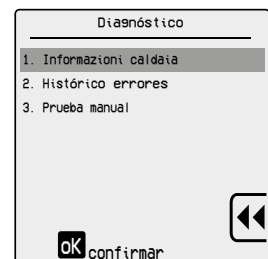 Diagnóstico
1. Informazioni caldaia
2. Histórico errores
3. Prueba manual
OK confirmar